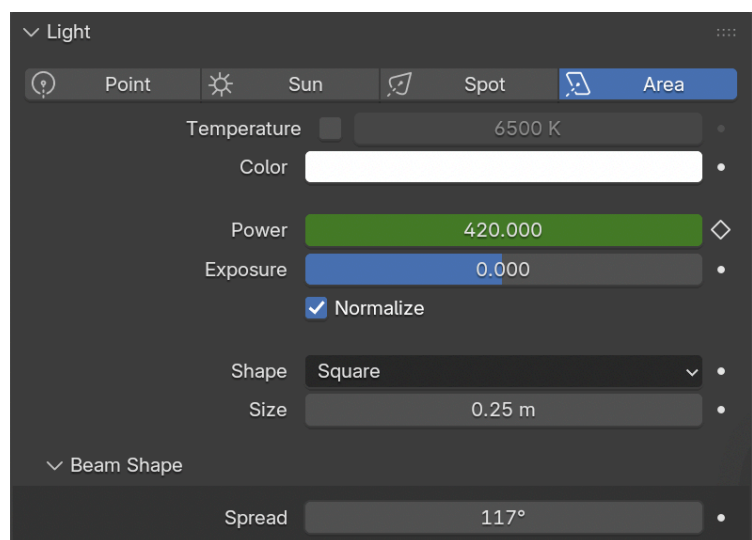 Light
Point Sun Spot Area
Temperature 6500 K
Color
Power 420.000
Exposure 0.000
Normalize
Shape Square
Size 0.25 m
Beam Shape
Spread 117°